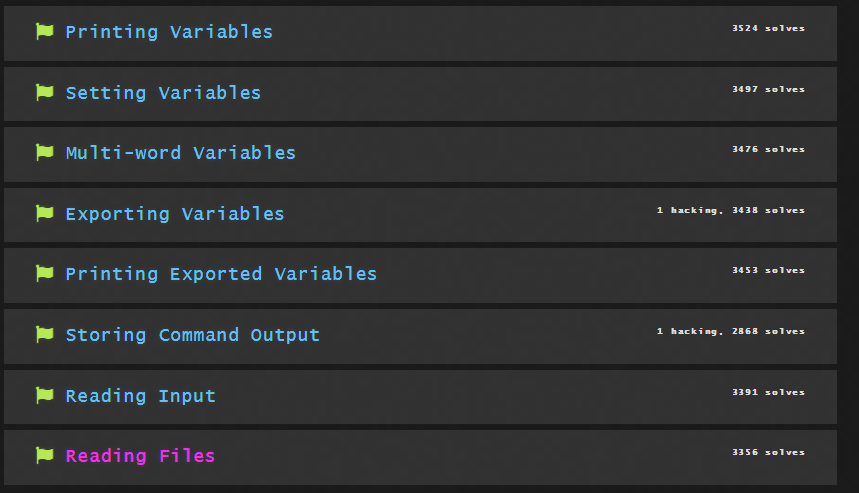 Printing Variables 3524 solves
Setting Variables 3497 solves
Multi-word Variables 3476 solves
Exporting Variables 1 hacking, 3438 solves
Printing Exported Variables 3453 solves
Storing Command Output 1 hacking, 2868 solves
Reading Input 3391 solves
Reading Files 3356 solves